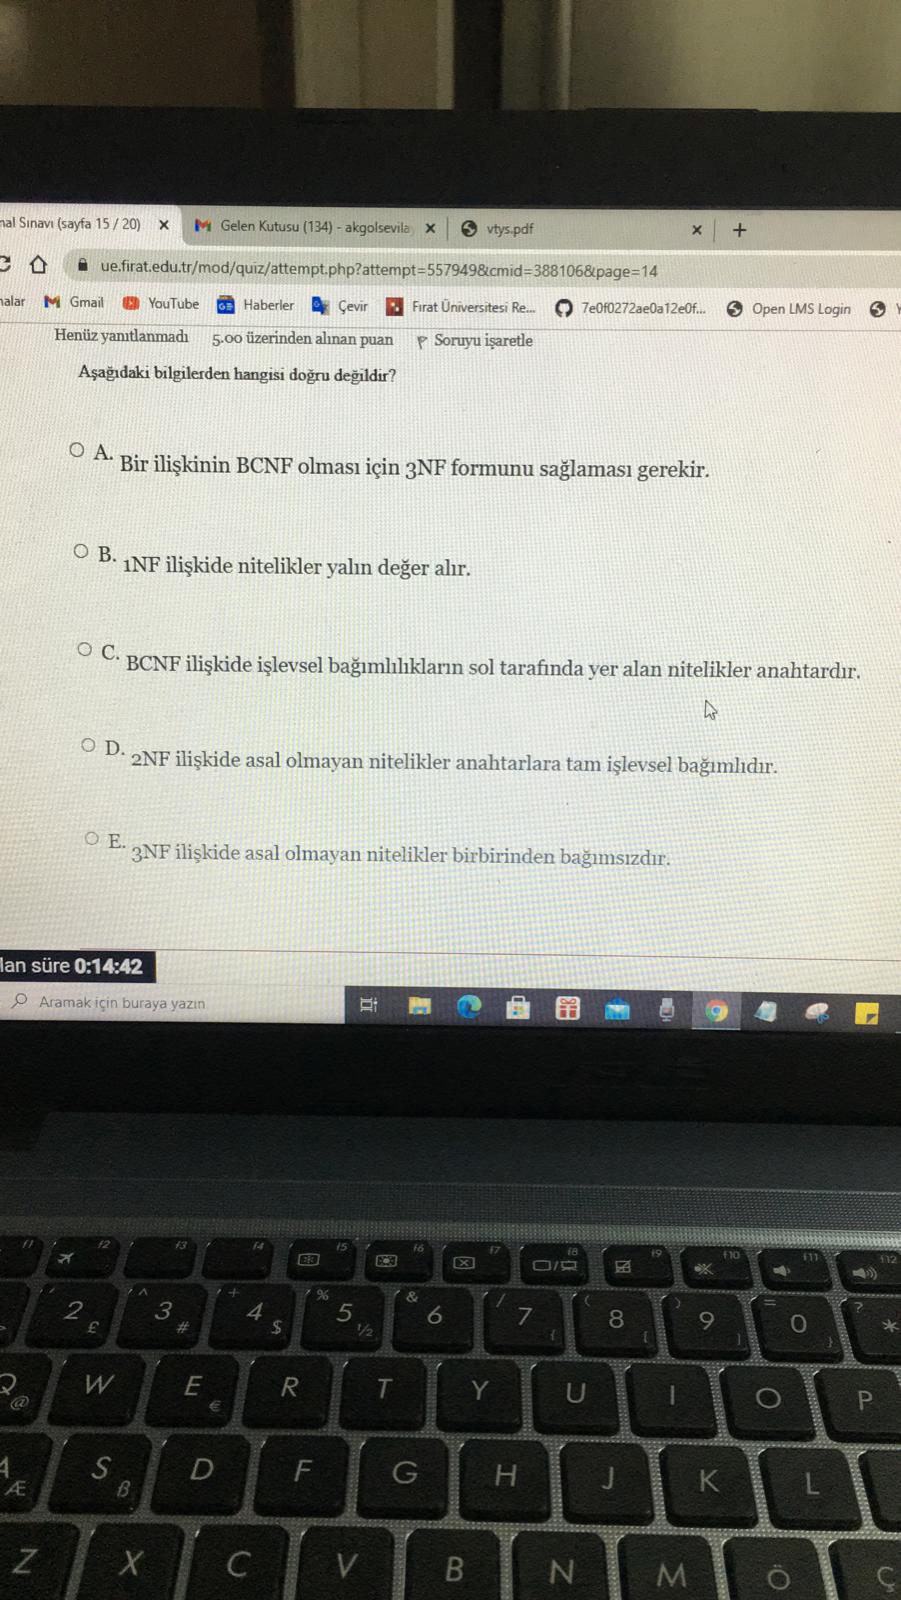 nal Sınavı (sayfa 15 / 20)
Gelen Kutusu (134) - akgolsevila
vtys.pdf
ue.firat.edu.tr/mod/quiz/attempt.php?attempt=557949&cmid=388106&page=14
nalar
Gmail
YouTube
Haberler
Çevir
Fırat Üniversitesi Re...
7e0f0272ae0a12e0f...
Open LMS Login
Henüz yanıtlanmadı 5.00 üzerinden alınan puan Soruyu işaretle
Aşağıdaki bilgilerden hangisi doğru değildir?
A. Bir ilişkinin BCNF olması için 3NF formunu sağlaması gerekir.
B. 1NF ilişkide nitelikler yalın değer alır.
C. BCNF ilişkide işlevsel bağımlılıkların sol tarafında yer alan nitelikler anahtardır.
D. 2NF ilişkide asal olmayan nitelikler anahtarlara tam işlevsel bağımlıdır.
E. 3NF ilişkide asal olmayan nitelikler birbirinden bağımsızdır.
lan süre 0:14:42
Aramak için buraya yazın
f1 f2 f3 f4 f5 f6 f7 f8 f9 f10 f11 f12
2 £ ^ 3 # + 4 $ % 5 ½ & 6 / 7 { ( 8 [ ) 9 ] = 0 } ? *
Q @ W E € R T Y U I O P
A Æ S ß D F G H J K L
Z X C V B N M Ö Ç